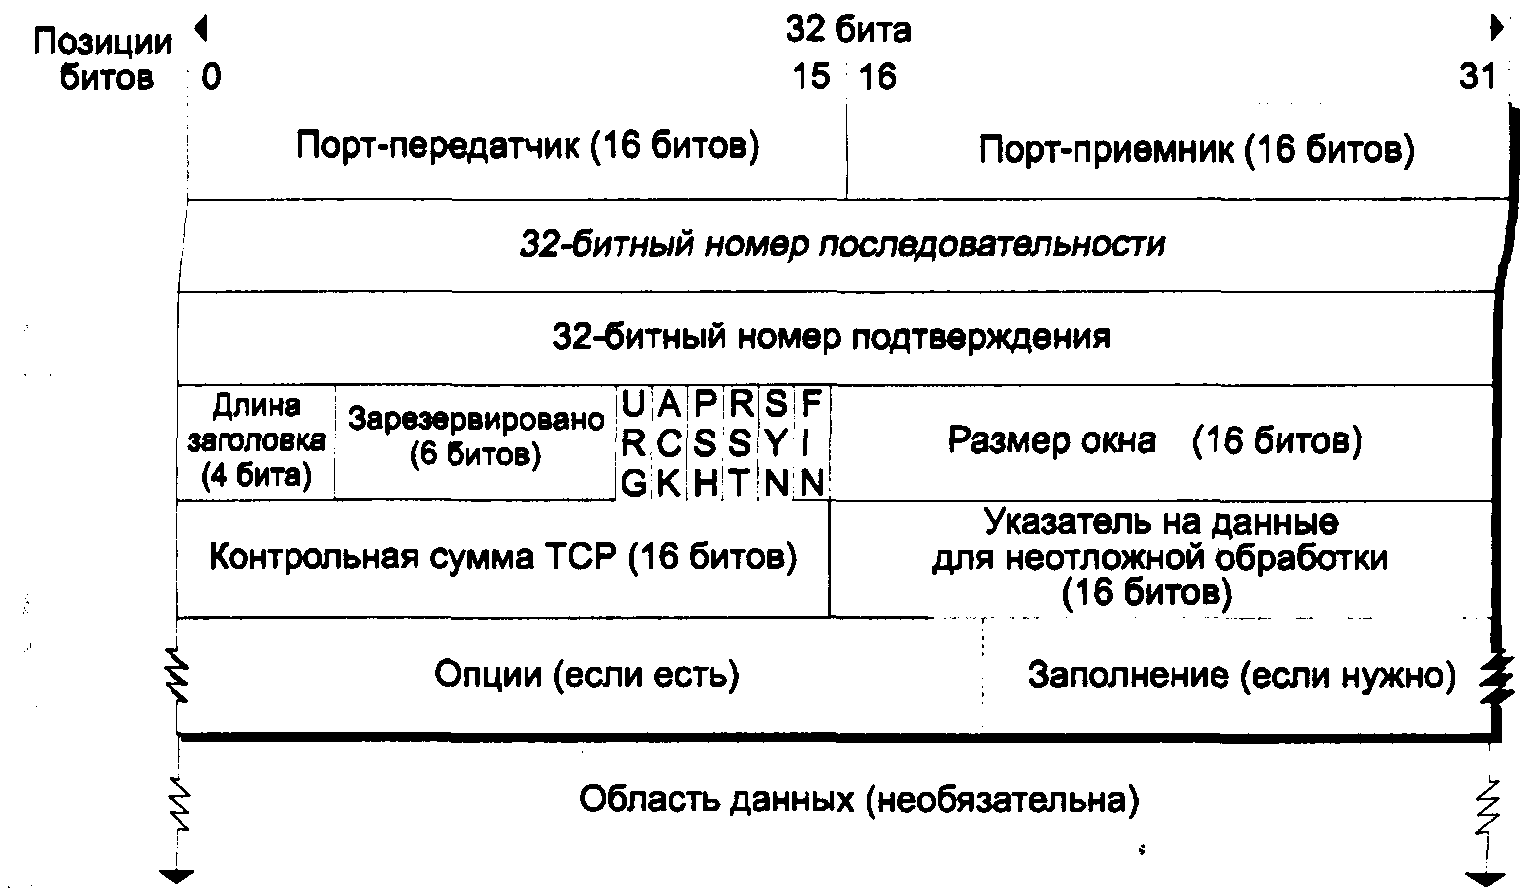 Позиции битов
32 бита
0 15 16 31
Порт-передатчик (16 битов) Порт-приемник (16 битов)
32-битный номер последовательности
32-битный номер подтверждения
Длина
заголовка
(4 бита)
Зарезервировано
(6 битов)
U A P R S F
R C S S Y I
G K H T N N
Размер окна (16 битов)
Контрольная сумма TCP (16 битов)
Указатель на данные
для неотложной обработки
(16 битов)
Опции (если есть) Заполнение (если нужно)
Область данных (необязательна)